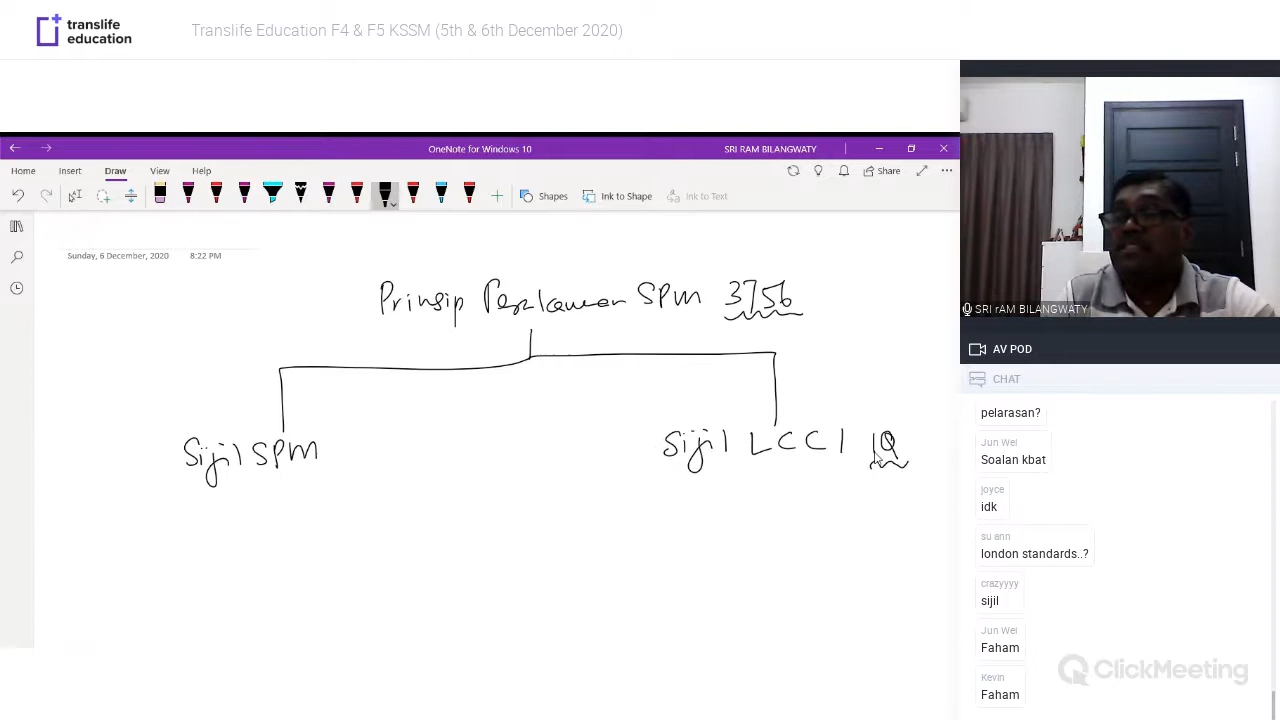 translife
education
Translife Education F4 & F5 KSSM (5th & 6th December 2020)
OneNote for Windows 10
SRI RAM BILANGWATY
Home Insert Draw View Help
Share
Shapes Ink to Shape Ink to Text
Sunday, 6 December, 2020 8:22 PM
Prinsip Perakaunan SPM 3756
Sijil SPM
Sijil LCCI IQ
SRI rAM BILANGWATY
AV POD
CHAT
pelarasan?
Jun Wei
Soalan kbat
joyce
idk
su ann
london standards..?
crazyyyy
sijil
Jun Wei
Faham
Kevin
Faham
ClickMeeting